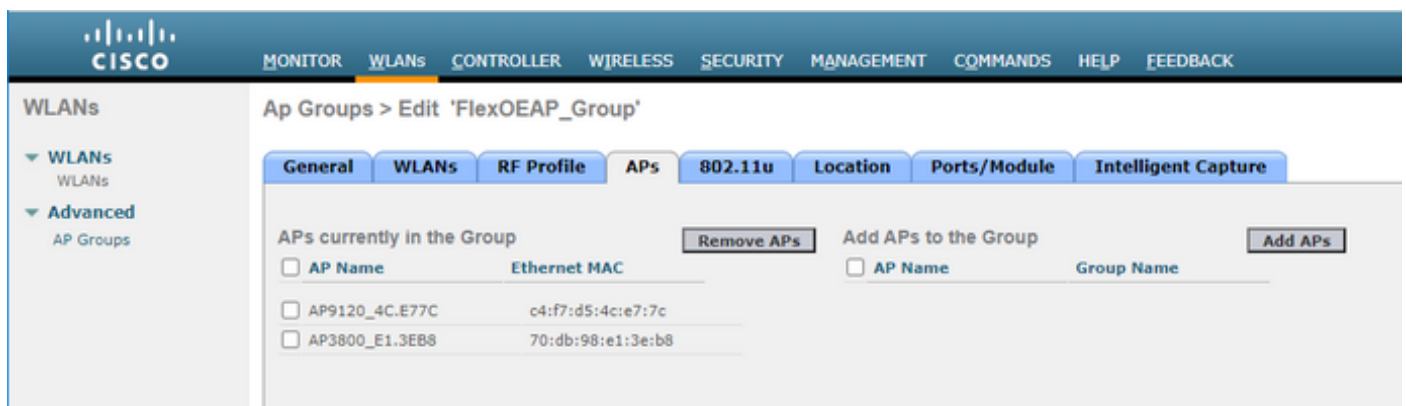 CISCO
MONITOR WLANs CONTROLLER WIRELESS SECURITY MANAGEMENT COMMANDS HELP FEEDBACK
WLANs
Ap Groups > Edit 'FlexOEAP_Group'
WLANs
WLANs
Advanced
AP Groups
General WLANs RF Profile APs 802.11u Location Ports/Module Intelligent Capture
APs currently in the Group Remove APs Add APs to the Group Add APs
AP Name Ethernet MAC AP Name Group Name
AP9120_4C.E77C c4:f7:d5:4c:e7:7c
AP3800_E1.3EB8 70:db:98:e1:3e:b8